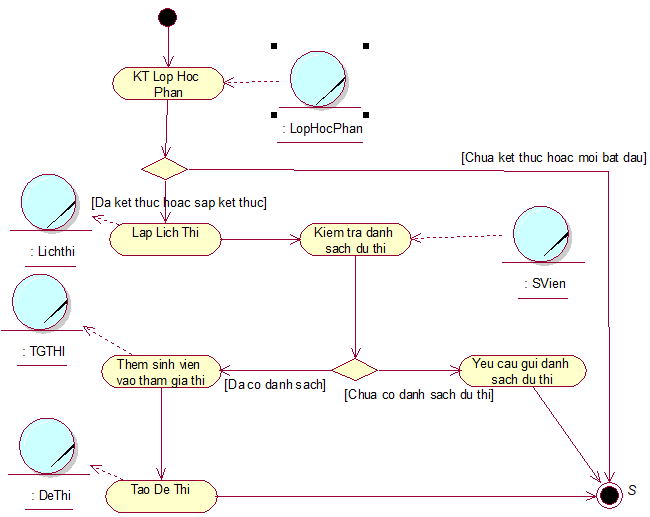 KT Lop Hoc
Phan
: LopHocPhan
[Chua ket thuc hoac moi bat dau]
[Da ket thuc hoac sap ket thuc]
: Lichthi
Lap Lich Thi
Kiem tra danh
sach du thi
: SVien
: TGTHI
Them sinh vien
vao tham gia thi
[Da co danh sach]
[Chua co danh sach du thi]
Yeu cau gui danh
sach du thi
: DeThi
Tao De Thi
S